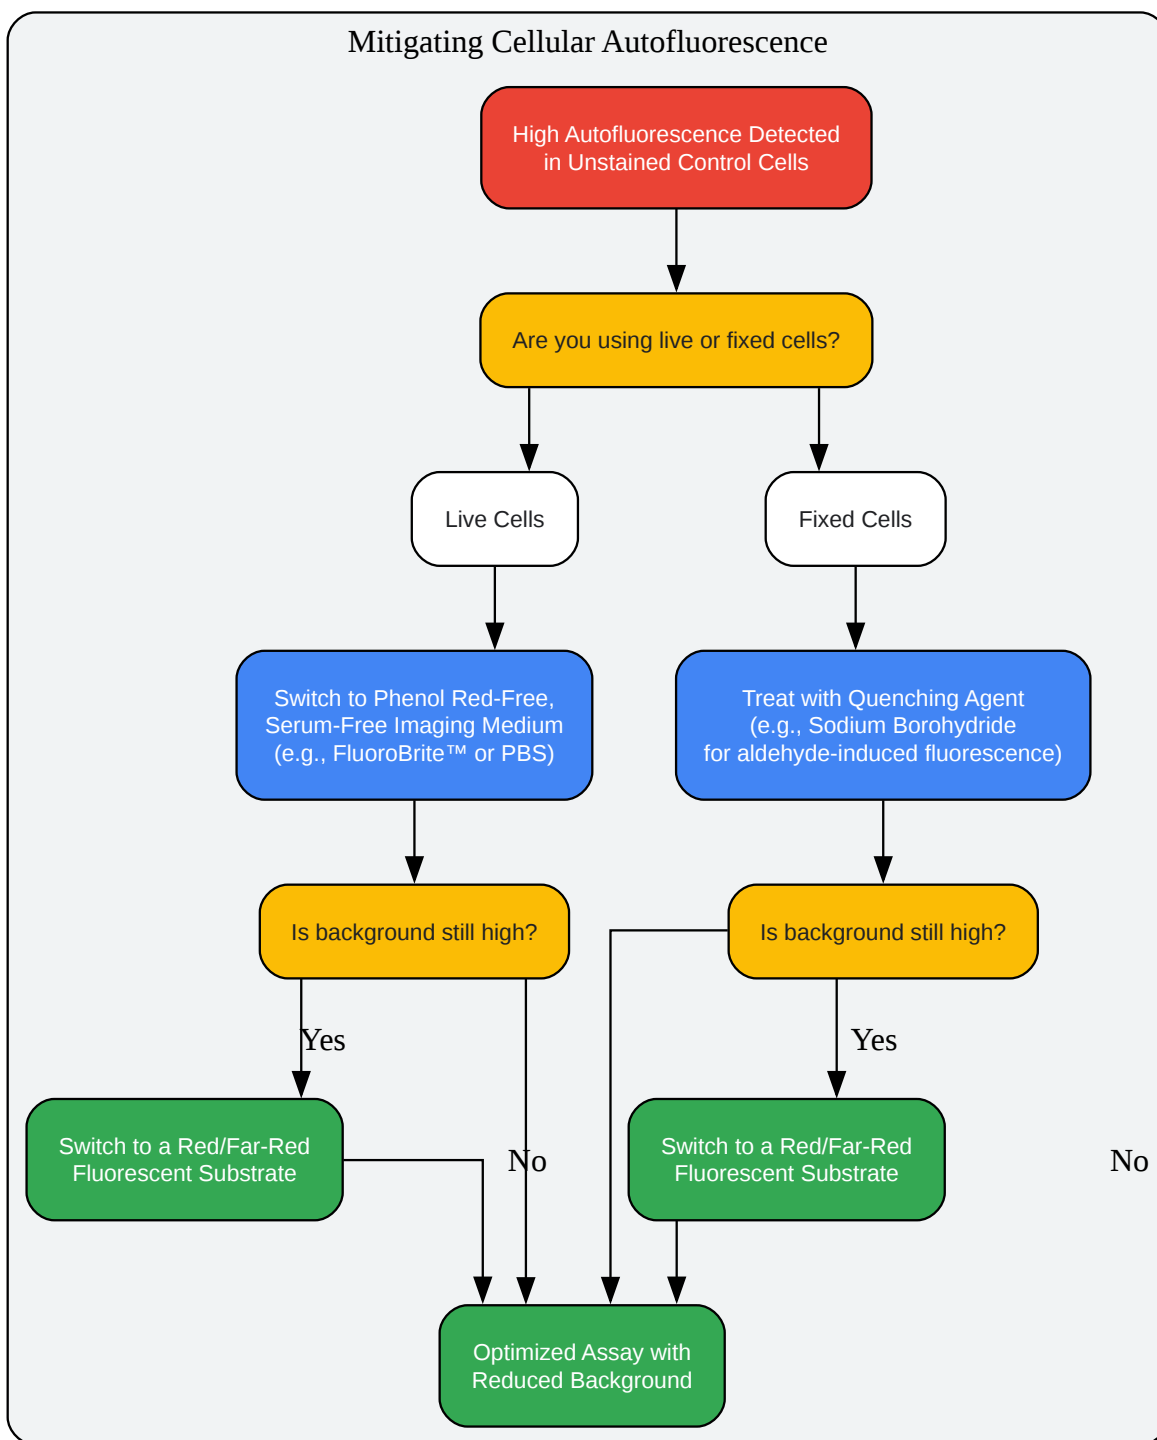 Mitigating Cellular Autofluorescence
High Autofluorescence Detected
in Unstained Control Cells
Are you using live or fixed cells?
Live Cells
Fixed Cells
Switch to Phenol Red-Free,
Serum-Free Imaging Medium
(e.g., FluoroBrite™ or PBS)
Treat with Quenching Agent
(e.g., Sodium Borohydride
for aldehyde-induced fluorescence)
Is background still high?
Is background still high?
Yes
Yes
Switch to a Red/Far-Red
Fluorescent Substrate
No
Switch to a Red/Far-Red
Fluorescent Substrate
No
Optimized Assay with
Reduced Background